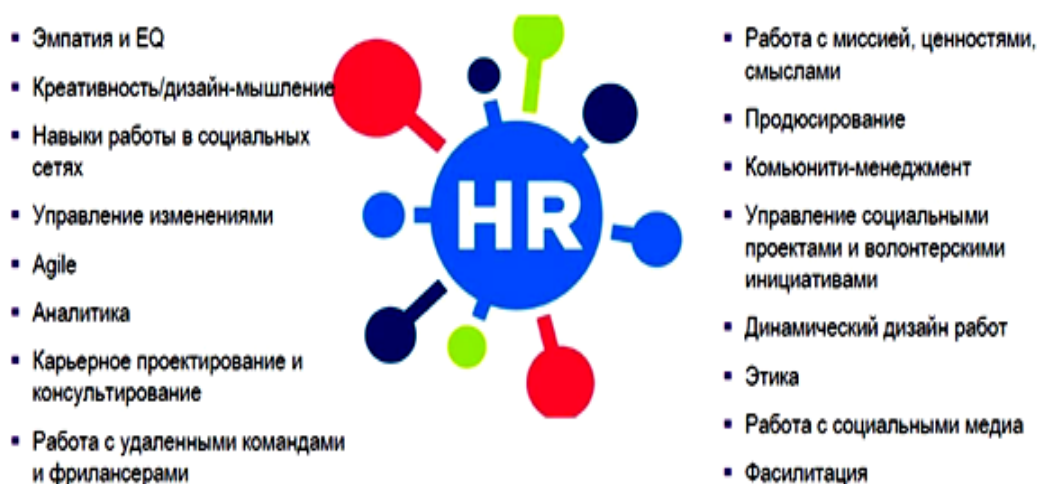 ▪ Эмпатия и EQ
▪ Креативность/дизайн-мышление
▪ Навыки работы в социальных
сетях
▪ Управление изменениями
▪ Agile
▪ Аналитика
▪ Карьерное проектирование и
консультирование
▪ Работа с удаленными командами
и фрилансерами
HR
▪ Работа с миссией, ценностями,
смыслами
▪ Продюсирование
▪ Комьюнити-менеджмент
▪ Управление социальными
проектами и волонтерскими
инициативами
▪ Динамический дизайн работ
▪ Этика
▪ Работа с социальными медиа
▪ Фасилитация